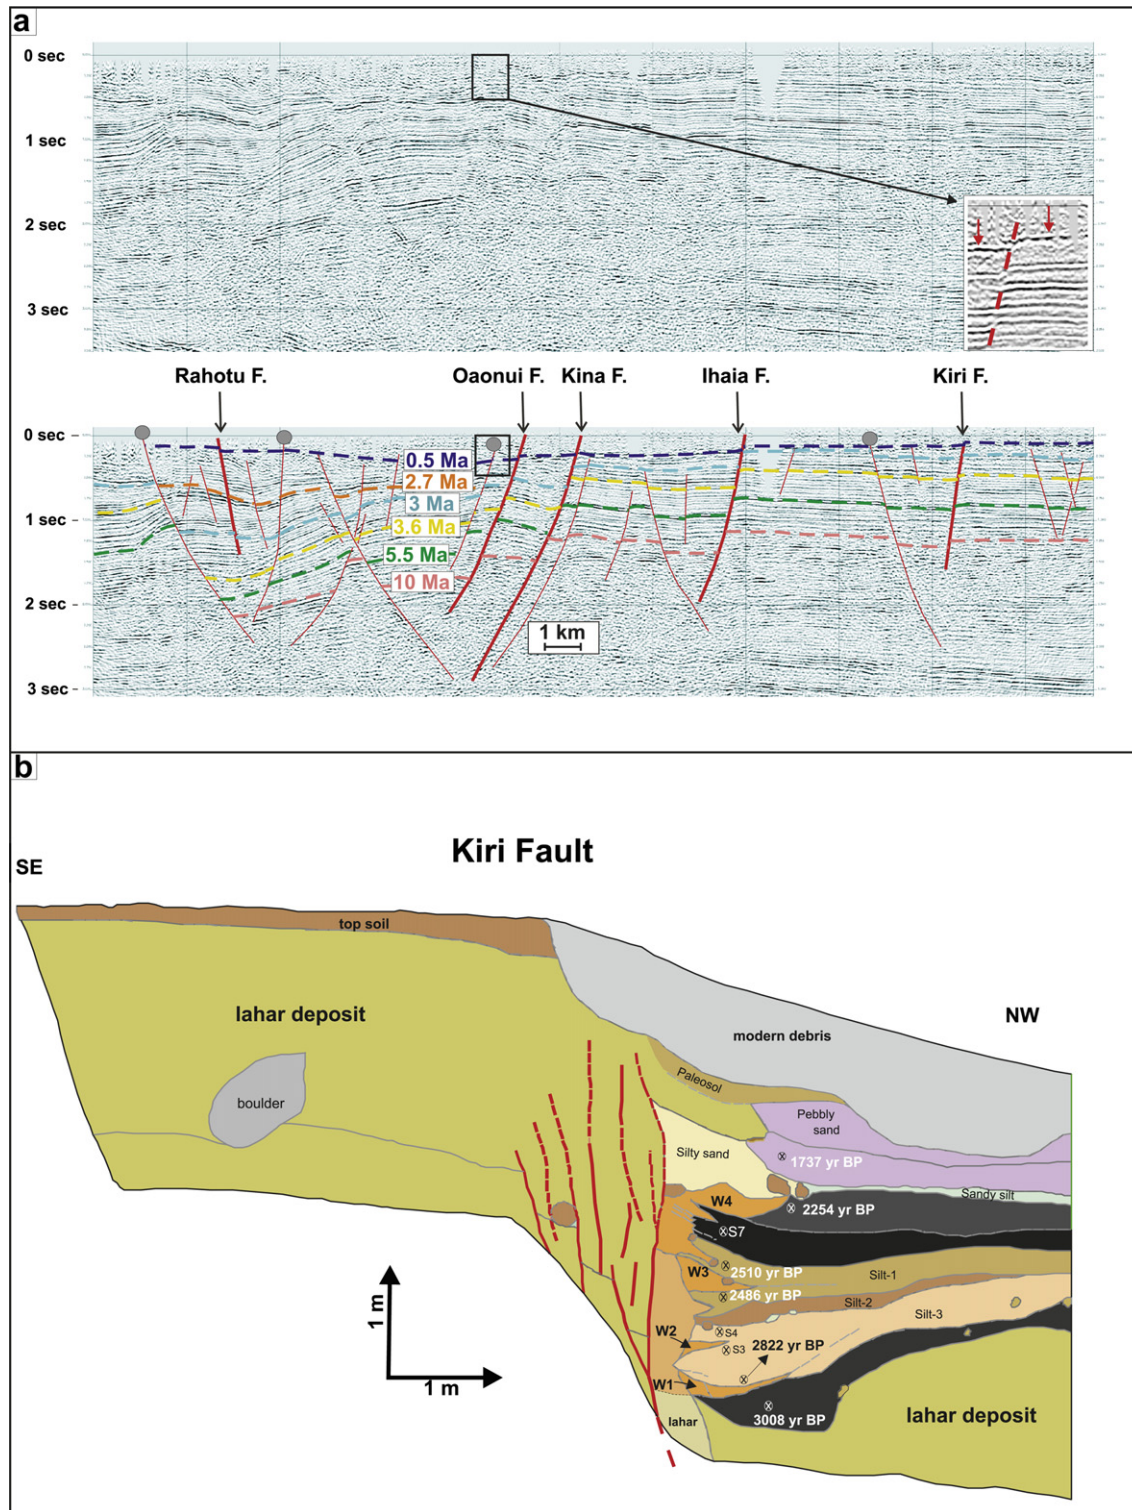 a
0 sec
1 sec
2 sec
3 sec
Rahotu F. Oaonui F. Kina F. Ihaia F. Kiri F.
0 sec
0.5 Ma
2.7 Ma
3 Ma
1 sec
3.6 Ma
5.5 Ma
10 Ma
2 sec
1 km
3 sec
b
Kiri Fault
SE
top soil
lahar deposit
NW
modern debris
Paleosol
boulder
Pebbly
sand
Silty sand
1737 yr BP
W4
Sandy silt
2254 yr BP
S7
W3
2510 yr BP
Silt-1
2486 yr BP
Silt-2
Silt-3
1 m
W2
S4
S3
2822 yr BP
W1
1 m
3008 yr BP
lahar
lahar deposit